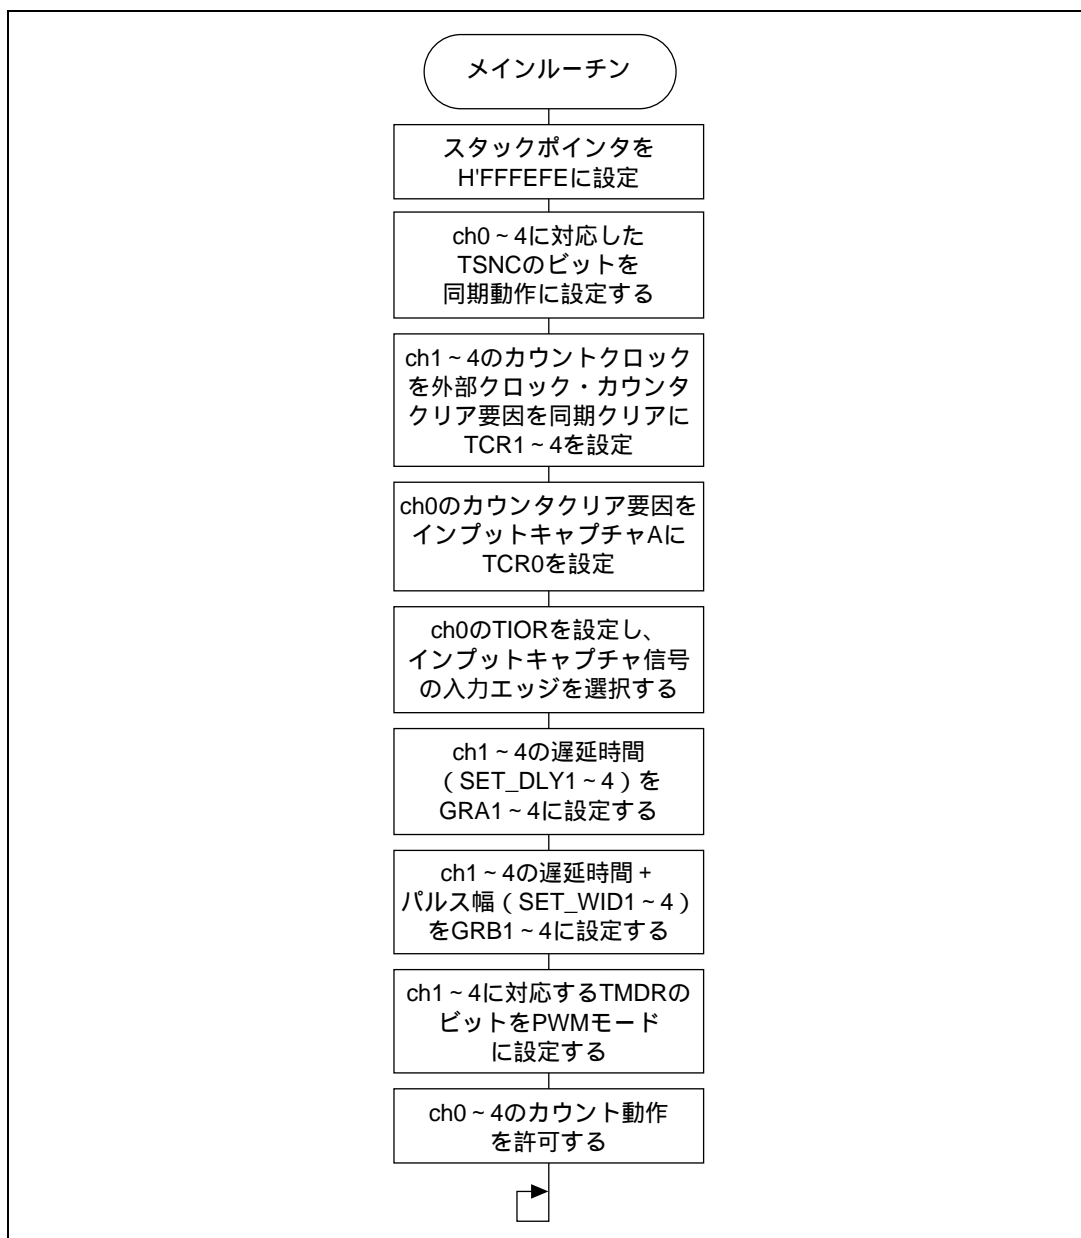 メインルーチン
スタックポインタを
H'FFFEFEに設定
ch0~4に対応した
TSNCのビットを
同期動作に設定する
ch1~4のカウントクロック
を外部クロック・カウンタ
クリア要因を同期クリアに
TCR1~4を設定
ch0のカウンタクリア要因を
インプットキャプチャAに
TCR0を設定
ch0のTIORを設定し、
インプットキャプチャ信号
の入力エッジを選択する
ch1~4の遅延時間
(SET_DLY1~4)を
GRA1~4に設定する
ch1~4の遅延時間+
パルス幅(SET_WID1~4)
をGRB1~4に設定する
ch1~4に対応するTMDRの
ビットをPWMモード
に設定する
ch0~4のカウント動作
を許可する